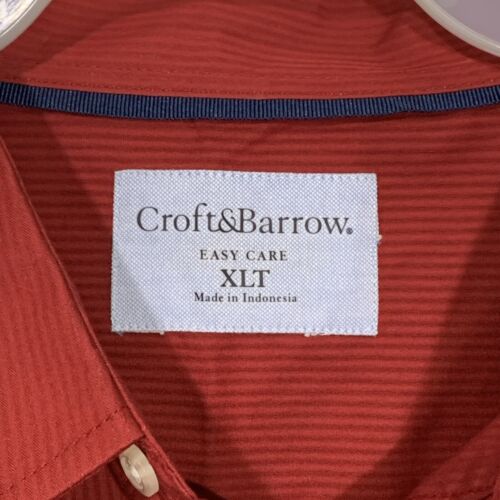 Croft&Barrow®
EASY CARE
XLT
Made in Indonesia